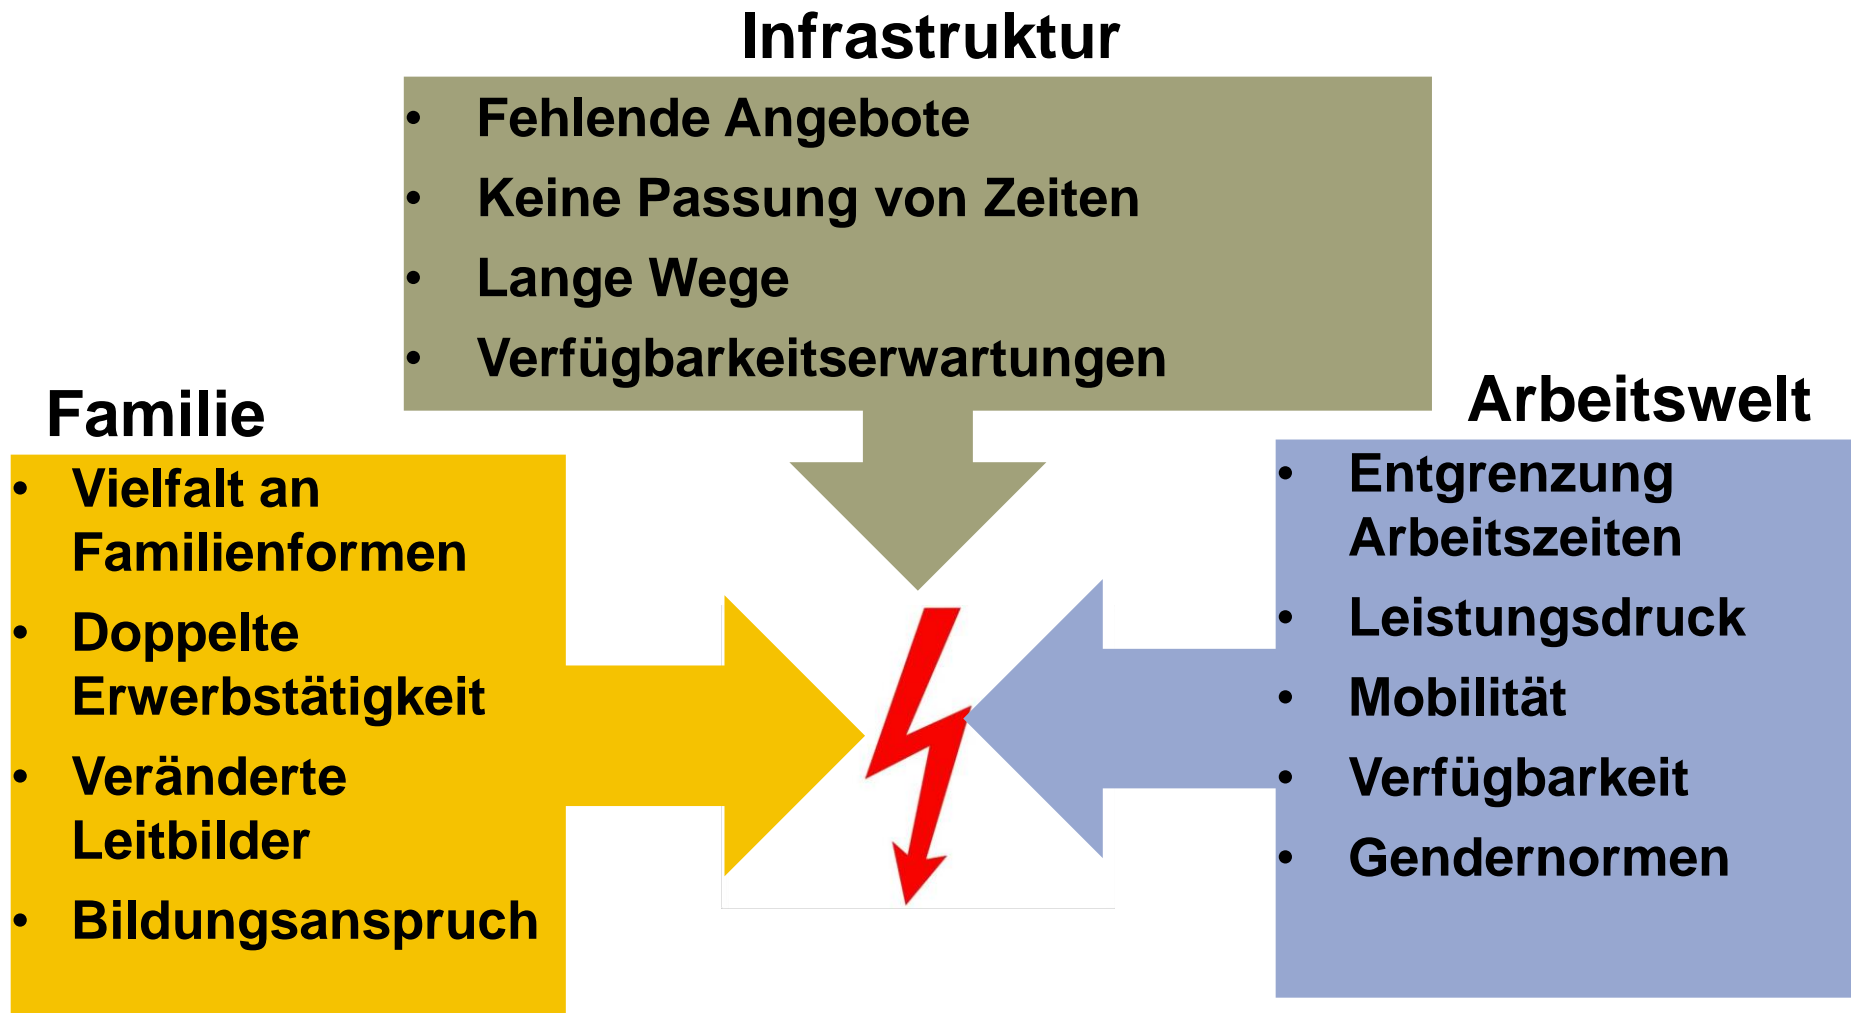 Infrastruktur
• Fehlende Angebote
• Keine Passung von Zeiten
• Lange Wege
• Verfügbarkeitserwartungen
Familie
• Vielfalt an
Familienformen
• Doppelte
Erwerbstätigkeit
• Veränderte
Leitbilder
• Bildungsanspruch
Arbeitswelt
• Entgrenzung
Arbeitszeiten
• Leistungsdruck
• Mobilität
• Verfügbarkeit
• Gendernormen